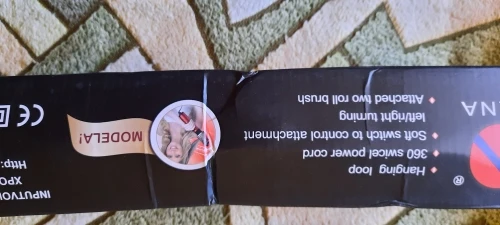 Hanging loop
360 swicel power cord
Soft switch to control attachment
left/right turning
Attached two roll brush
MODELA!
®
CE